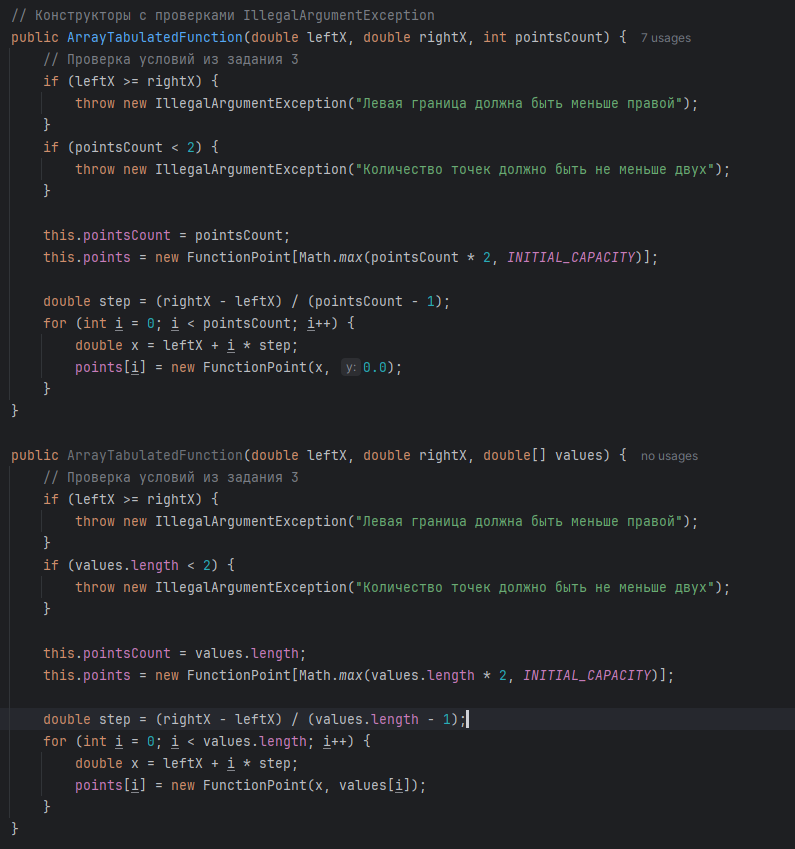 // Конструкторы с проверками IllegalArgumentException
public ArrayTabulatedFunction(double leftX, double rightX, int pointsCount) {  7 usages
    // Проверка условий из задания 3
    if (leftX >= rightX) {
        throw new IllegalArgumentException("Левая граница должна быть меньше правой");
    }
    if (pointsCount < 2) {
        throw new IllegalArgumentException("Количество точек должно быть не меньше двух");
    }

    this.pointsCount = pointsCount;
    this.points = new FunctionPoint[Math.max(pointsCount * 2, INITIAL_CAPACITY)];

    double step = (rightX - leftX) / (pointsCount - 1);
    for (int i = 0; i < pointsCount; i++) {
        double x = leftX + i * step;
        points[i] = new FunctionPoint(x, y: 0.0);
    }
}

public ArrayTabulatedFunction(double leftX, double rightX, double[] values) {  no usages
    // Проверка условий из задания 3
    if (leftX >= rightX) {
        throw new IllegalArgumentException("Левая граница должна быть меньше правой");
    }
    if (values.length < 2) {
        throw new IllegalArgumentException("Количество точек должно быть не меньше двух");
    }

    this.pointsCount = values.length;
    this.points = new FunctionPoint[Math.max(values.length * 2, INITIAL_CAPACITY)];

    double step = (rightX - leftX) / (values.length - 1);
    for (int i = 0; i < values.length; i++) {
        double x = leftX + i * step;
        points[i] = new FunctionPoint(x, values[i]);
    }
}